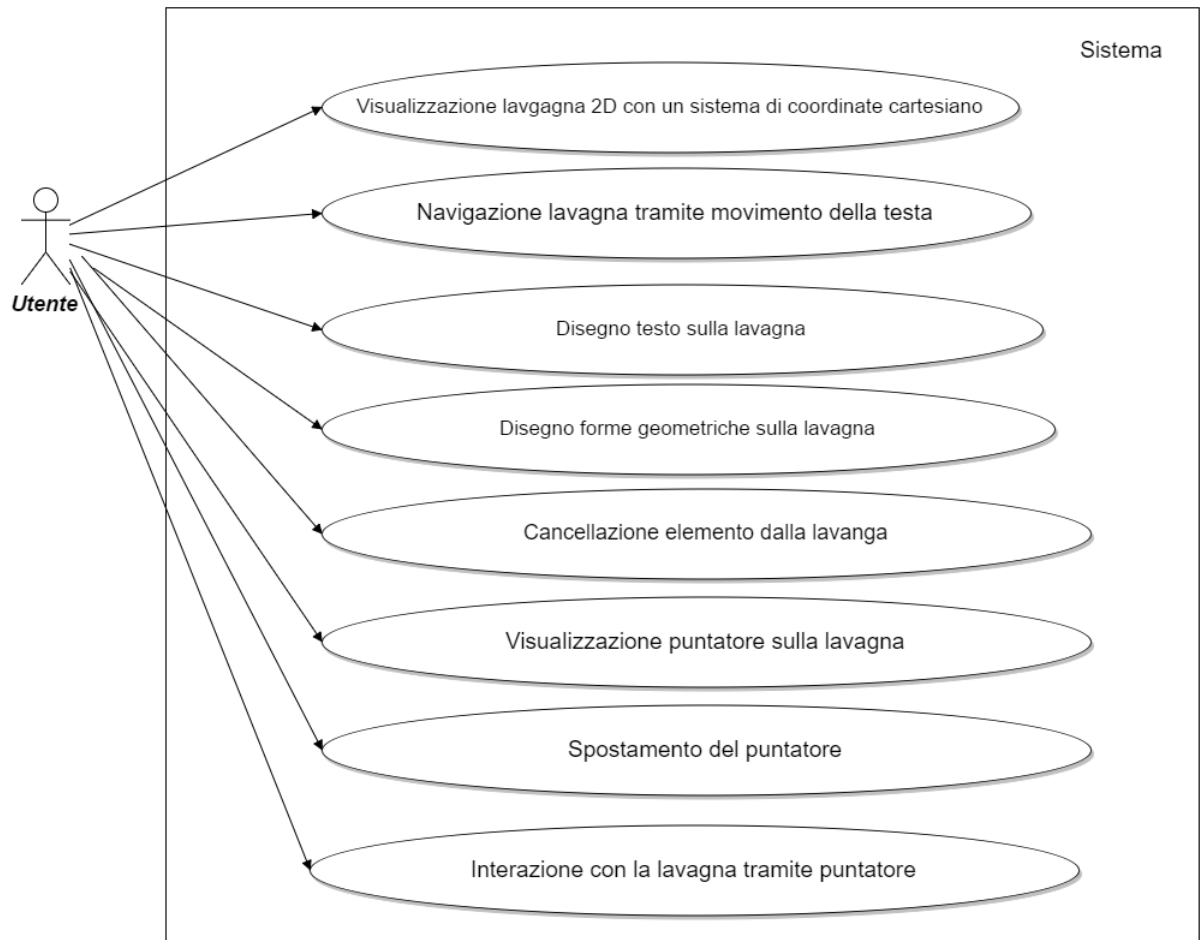 Sistema
Visualizzazione lavgagna 2D con un sistema di coordinate cartesiano
Navigazione lavagna tramite movimento della testa
Utente
Disegno testo sulla lavagna
Disegno forme geometriche sulla lavagna
Cancellazione elemento dalla lavanga
Visualizzazione puntatore sulla lavagna
Spostamento del puntatore
Interazione con la lavagna tramite puntatore